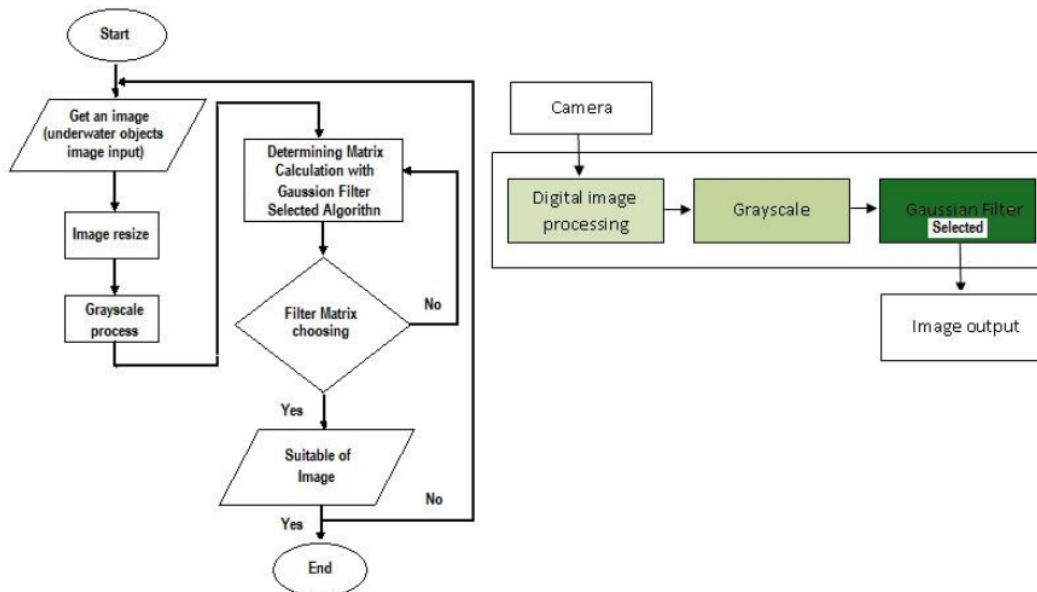 Start
Get an image
(underwater objects
image input)
Image resize
Grayscale
process
Determining Matrix
Calculation with
Gaussion Filter
Selected Algorithn
Filter Matrix
choosing
No
Yes
Suitable of
Image
No
Yes
End
Camera
Digital image
processing
Grayscale
Gaussian Filter
Selected
Image output